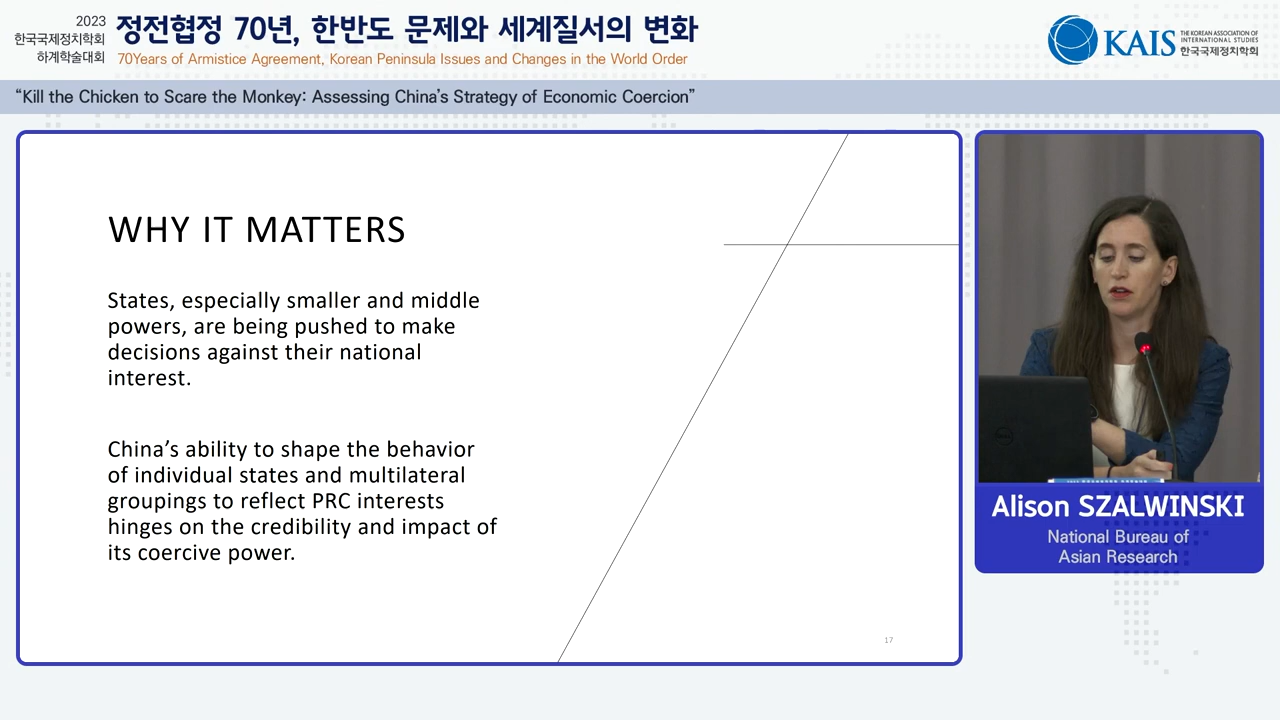 2023
한국국제정치학회
하계학술대회
정전협정 70년, 한반도 문제와 세계질서의 변화
70Years of Armistice Agreement, Korean Peninsula Issues and Changes in the World Order
KAIS
THE KOREAN ASSOCIATION OF
INTERNATIONAL STUDIES
한국국제정치학회
“Kill the Chicken to Scare the Monkey: Assessing China’s Strategy of Economic Coercion”
WHY IT MATTERS
States, especially smaller and middle
powers, are being pushed to make
decisions against their national
interest.
China’s ability to shape the behavior
of individual states and multilateral
groupings to reflect PRC interests
hinges on the credibility and impact of
its coercive power.
17
Alison SZALWINSKI
National Bureau of
Asian Research